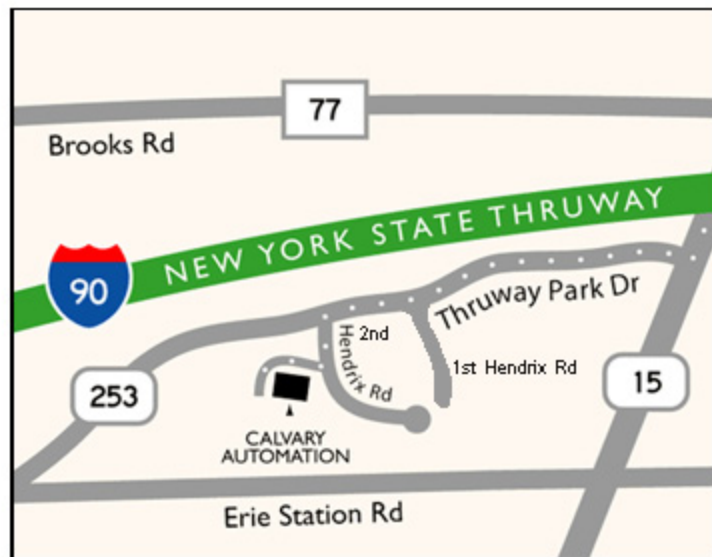 77
Brooks Rd
NEW YORK STATE THRUWAY
90
Thruway Park Dr
2nd
Hendrix Rd
1st Hendrix Rd
253
15
CALVARY
AUTOMATION
Erie Station Rd